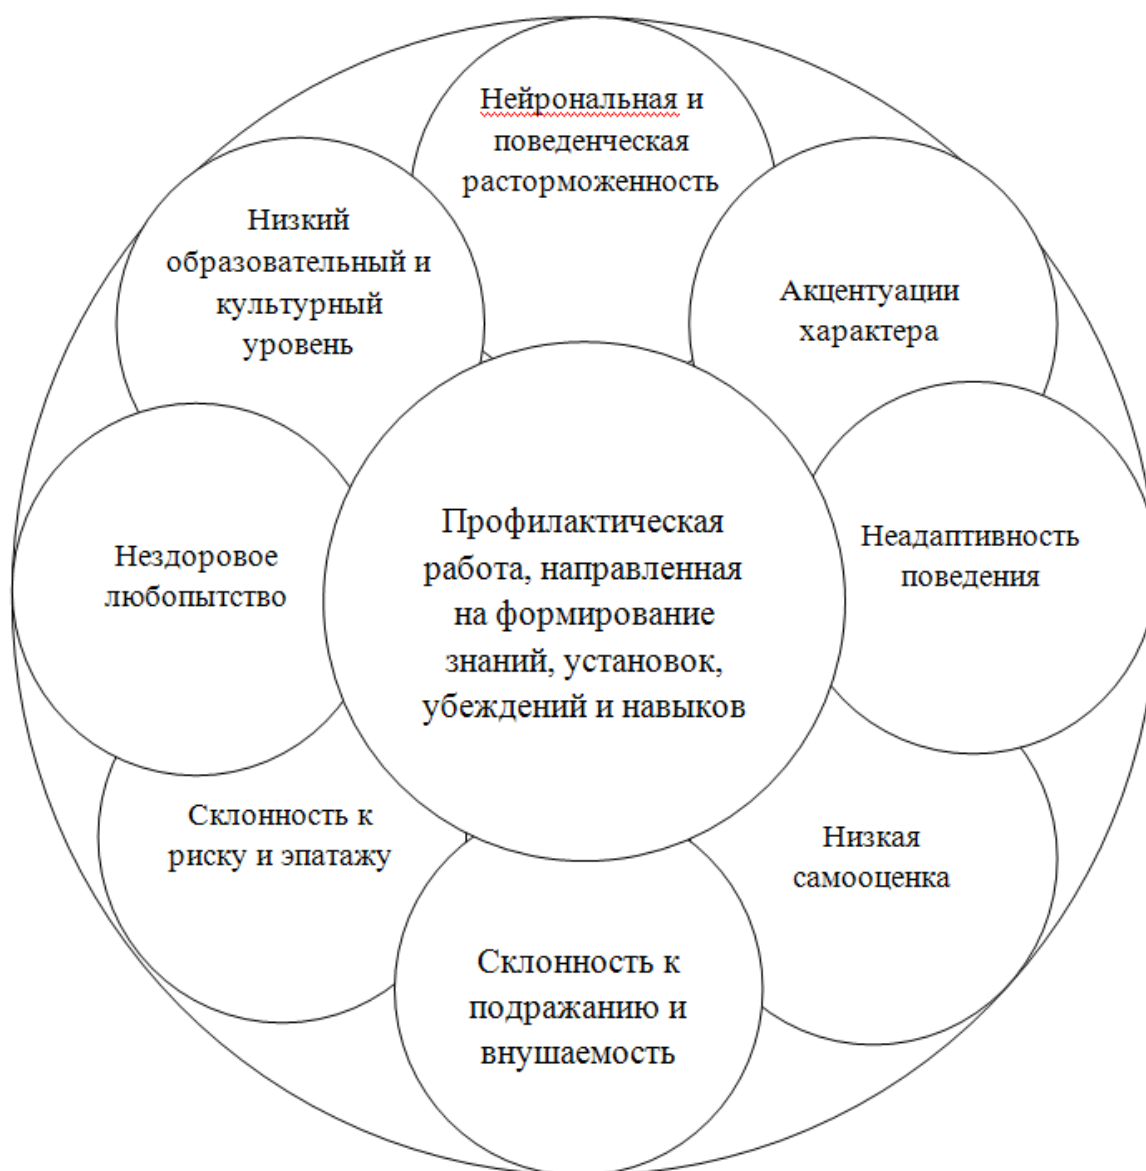 Нейрональная и
поведенческая
расторможенность
Низкий
образовательный и
культурный
уровень
Акцентуации
характера
Профилактическая
работа, направленная
на формирование
знаний, установок,
убеждений и навыков
Неадаптивность
поведения
Нездоровое
любопытство
Склонность к
риску и эпатажу
Низкая
самооценка
Склонность к
подражанию и
внушаемость